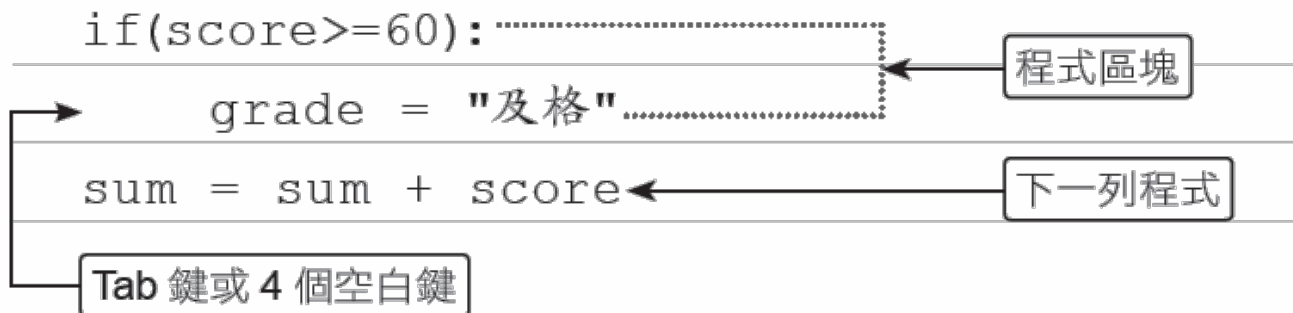 if(score>=60):
程式區塊
    grade = "及格"
sum = sum + score
下一列程式
Tab 鍵或 4 個空白鍵